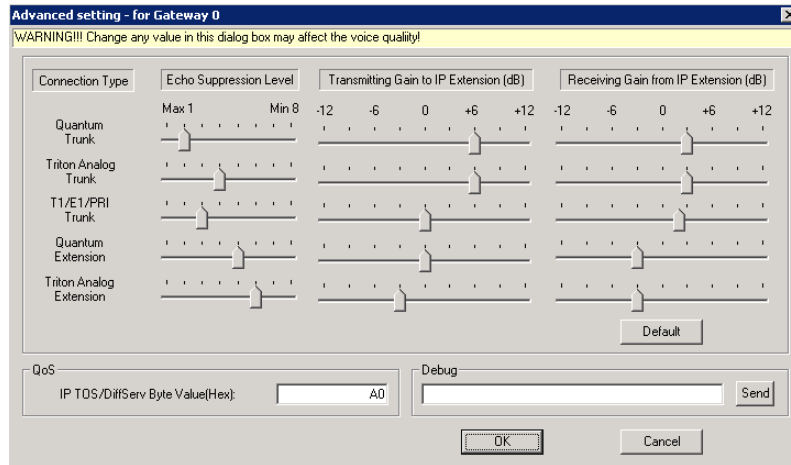 Advanced setting - for Gateway 0
WARNING!!! Change any value in this dialog box may affect the voice quality!
Connection Type
Echo Suppression Level
Transmitting Gain to IP Extension (dB)
Receiving Gain from IP Extension (dB)
Max 1 Min 8
-12 -6 0 +6 +12
-12 -6 0 +6 +12
Quantum
Trunk
Triton Analog
Trunk
T1/E1/PRI
Trunk
Quantum
Extension
Triton Analog
Extension
Default
QoS
IP TOS/DiffServ Byte Value(Hex): A0
Debug
Send
OK
Cancel